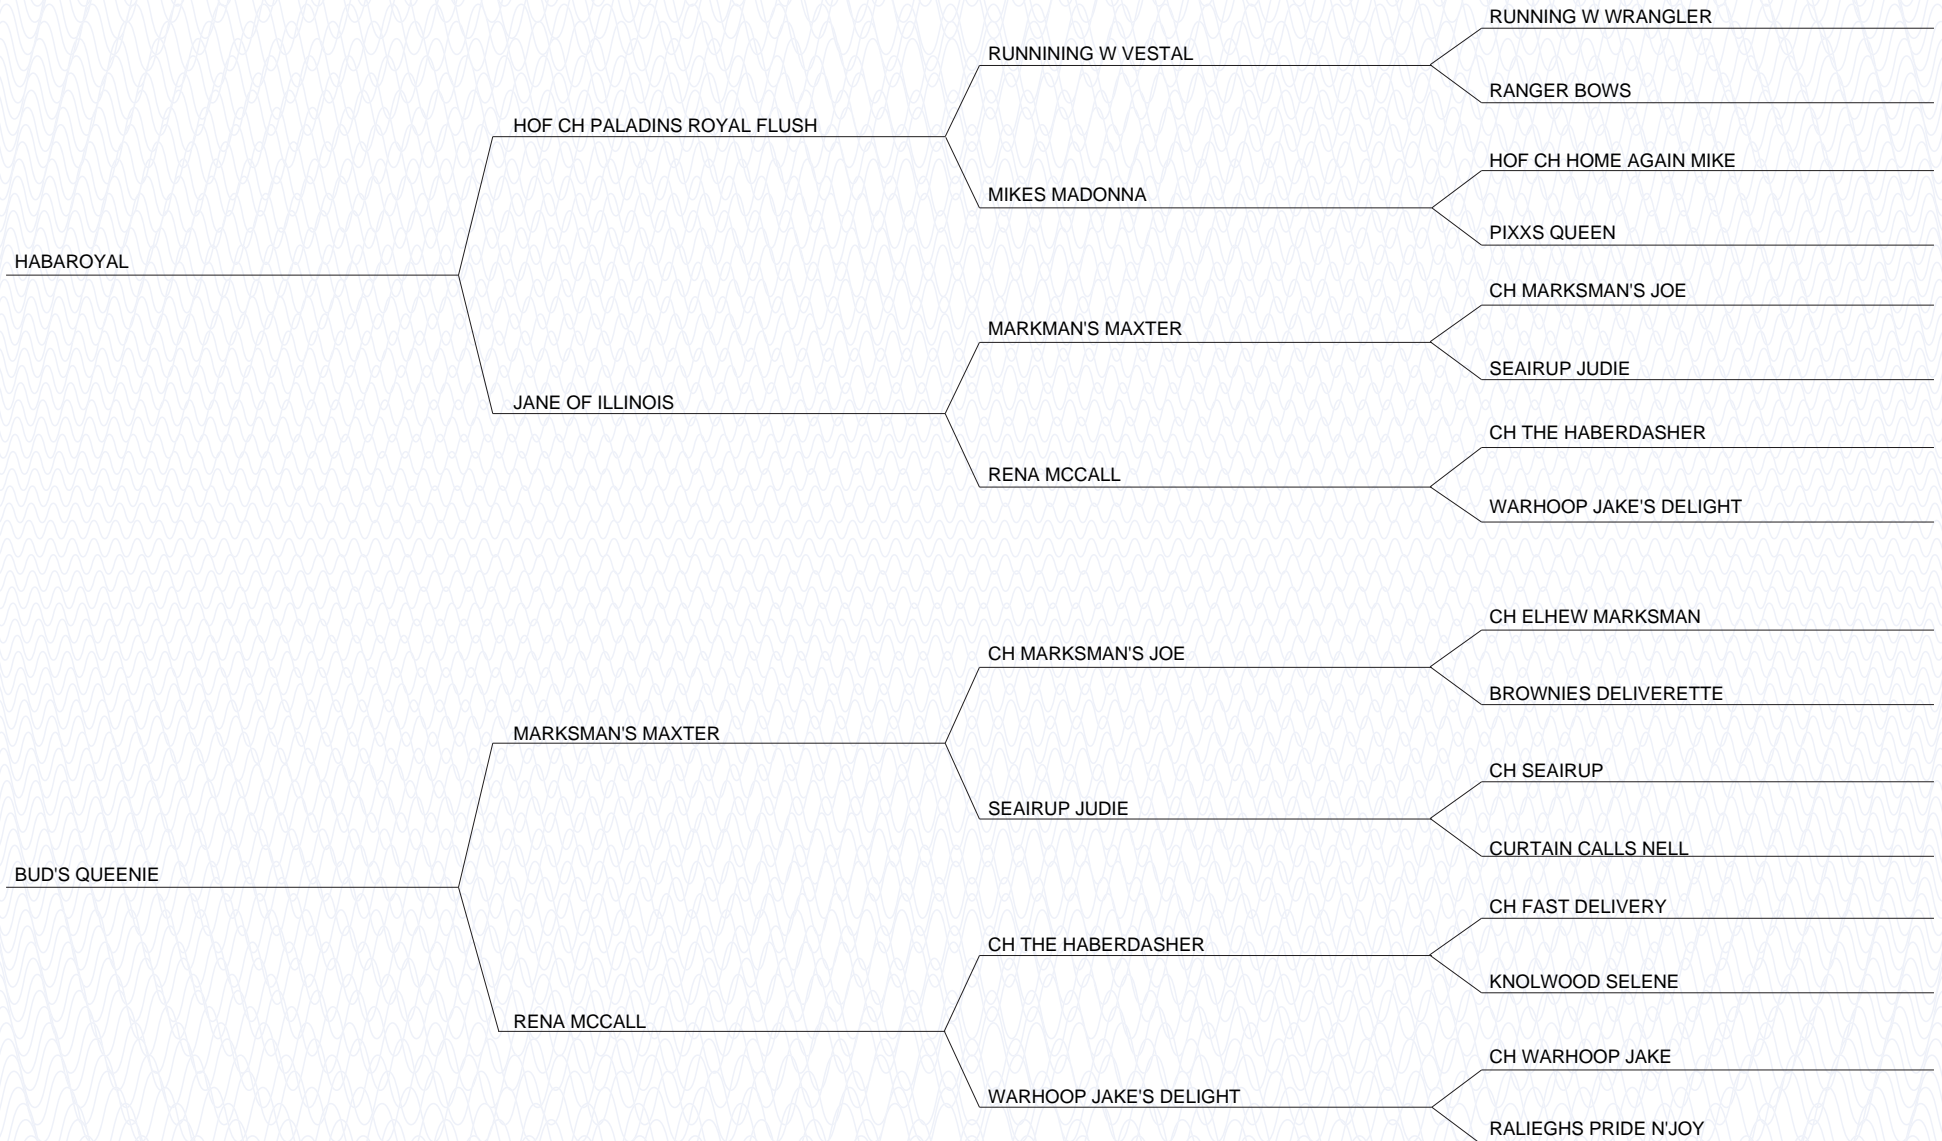 RUNNING W WRANGLER
RUNNINING W VESTAL
RANGER BOWS
HOF CH PALADINS ROYAL FLUSH
HOF CH HOME AGAIN MIKE
MIKES MADONNA
PIXXS QUEEN
HABAROYAL
CH MARKSMAN'S JOE
MARKMAN'S MAXTER
SEAIRUP JUDIE
JANE OF ILLINOIS
CH THE HABERDASHER
RENA MCCALL
WARHOOP JAKE'S DELIGHT
CH ELHEW MARKSMAN
CH MARKSMAN'S JOE
BROWNIES DELIVERETTE
MARKSMAN'S MAXTER
CH SEAIRUP
SEAIRUP JUDIE
CURTAIN CALLS NELL
BUD'S QUEENIE
CH FAST DELIVERY
CH THE HABERDASHER
KNOLWOOD SELENE
RENA MCCALL
CH WARHOOP JAKE
WARHOOP JAKE'S DELIGHT
RALIEGHS PRIDE N'JOY